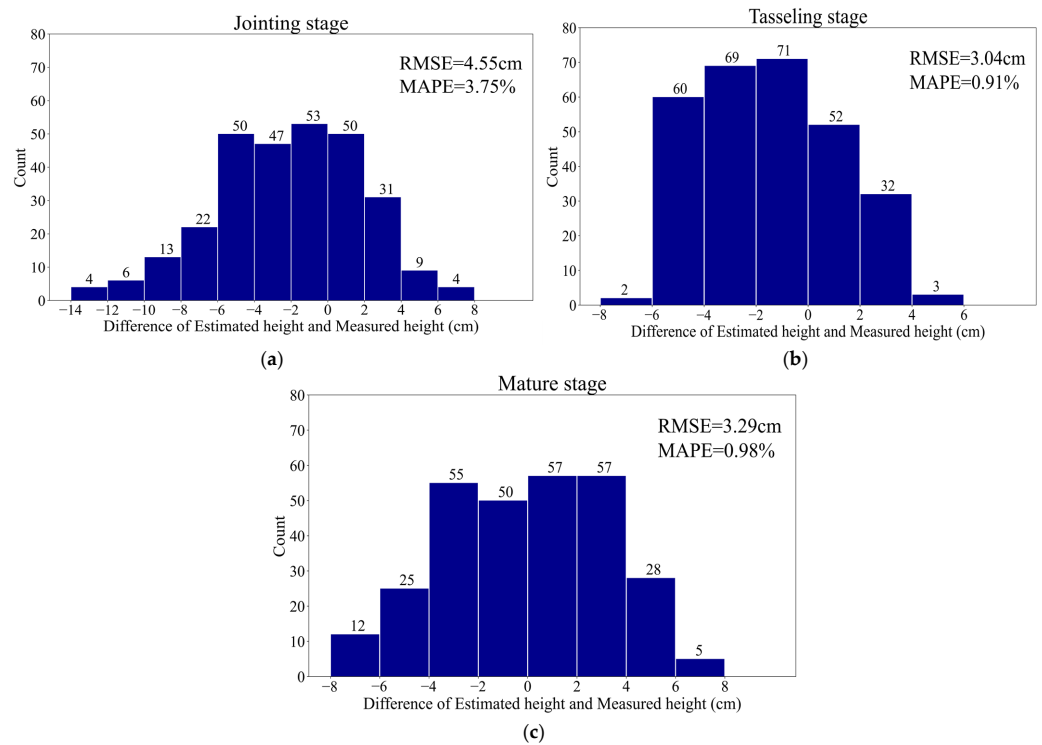 Jointing stage
RMSE=4.55cm
MAPE=3.75%
80
70
60
50
40
30
20
10
0
Count
4 6 13 22 50 47 53 50 31 9 4
−14 −12 −10 −8 −6 −4 −2 0 2 4 6 8
Difference of Estimated height and Measured height (cm)
(a)
Tasseling stage
RMSE=3.04cm
MAPE=0.91%
80
70
60
50
40
30
20
10
0
Count
2 60 69 71 52 32 3
−8 −6 −4 −2 0 2 4 6
Difference of Estimated height and Measured height (cm)
(b)
Mature stage
RMSE=3.29cm
MAPE=0.98%
80
70
60
50
40
30
20
10
0
Count
12 25 55 50 57 57 28 5
−8 −6 −4 −2 0 2 4 6 8
Difference of Estimated height and Measured height (cm)
(c)